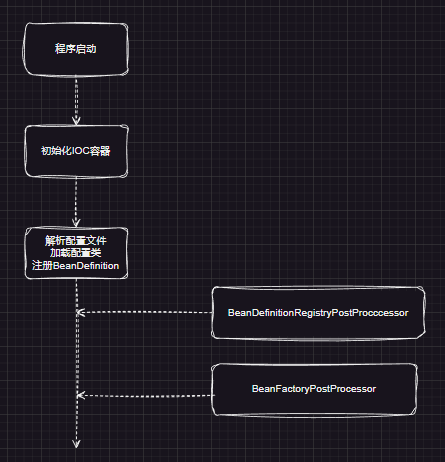 程序启动
初始化IOC容器
解析配置文件
加载配置类
注册BeanDefinition
BeanDefinitionRegistryPostProcccessor
BeanFactoryPostProcessor